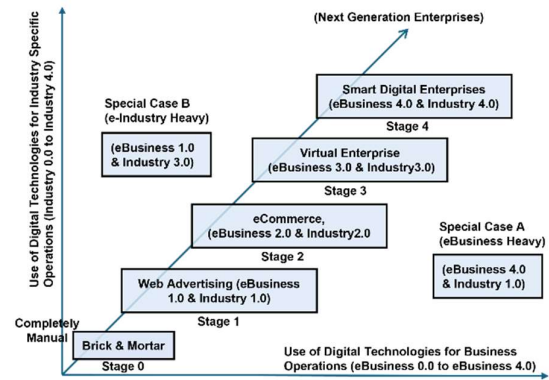 (Next Generation Enterprises)
Use of Digital Technologies for Industry Specific
Operations (Industry 0.0 to Industry 4.0)
Smart Digital Enterprises
(eBusiness 4.0 & Industry 4.0)
Stage 4
Special Case B
(e-Industry Heavy)
(eBusiness 1.0
& Industry 3.0)
Virtual Enterprise
(eBusiness 3.0 & Industry3.0)
Stage 3
eCommerce,
(eBusiness 2.0 & Industry2.0
Stage 2
Special Case A
(eBusiness Heavy)
(eBusiness 4.0
& Industry 1.0)
Web Advertising (eBusiness
1.0 & Industry 1.0)
Stage 1
Completely
Manual
Brick & Mortar
Stage 0
Use of Digital Technologies for Business
Operations (eBusiness 0.0 to eBusiness 4.0)